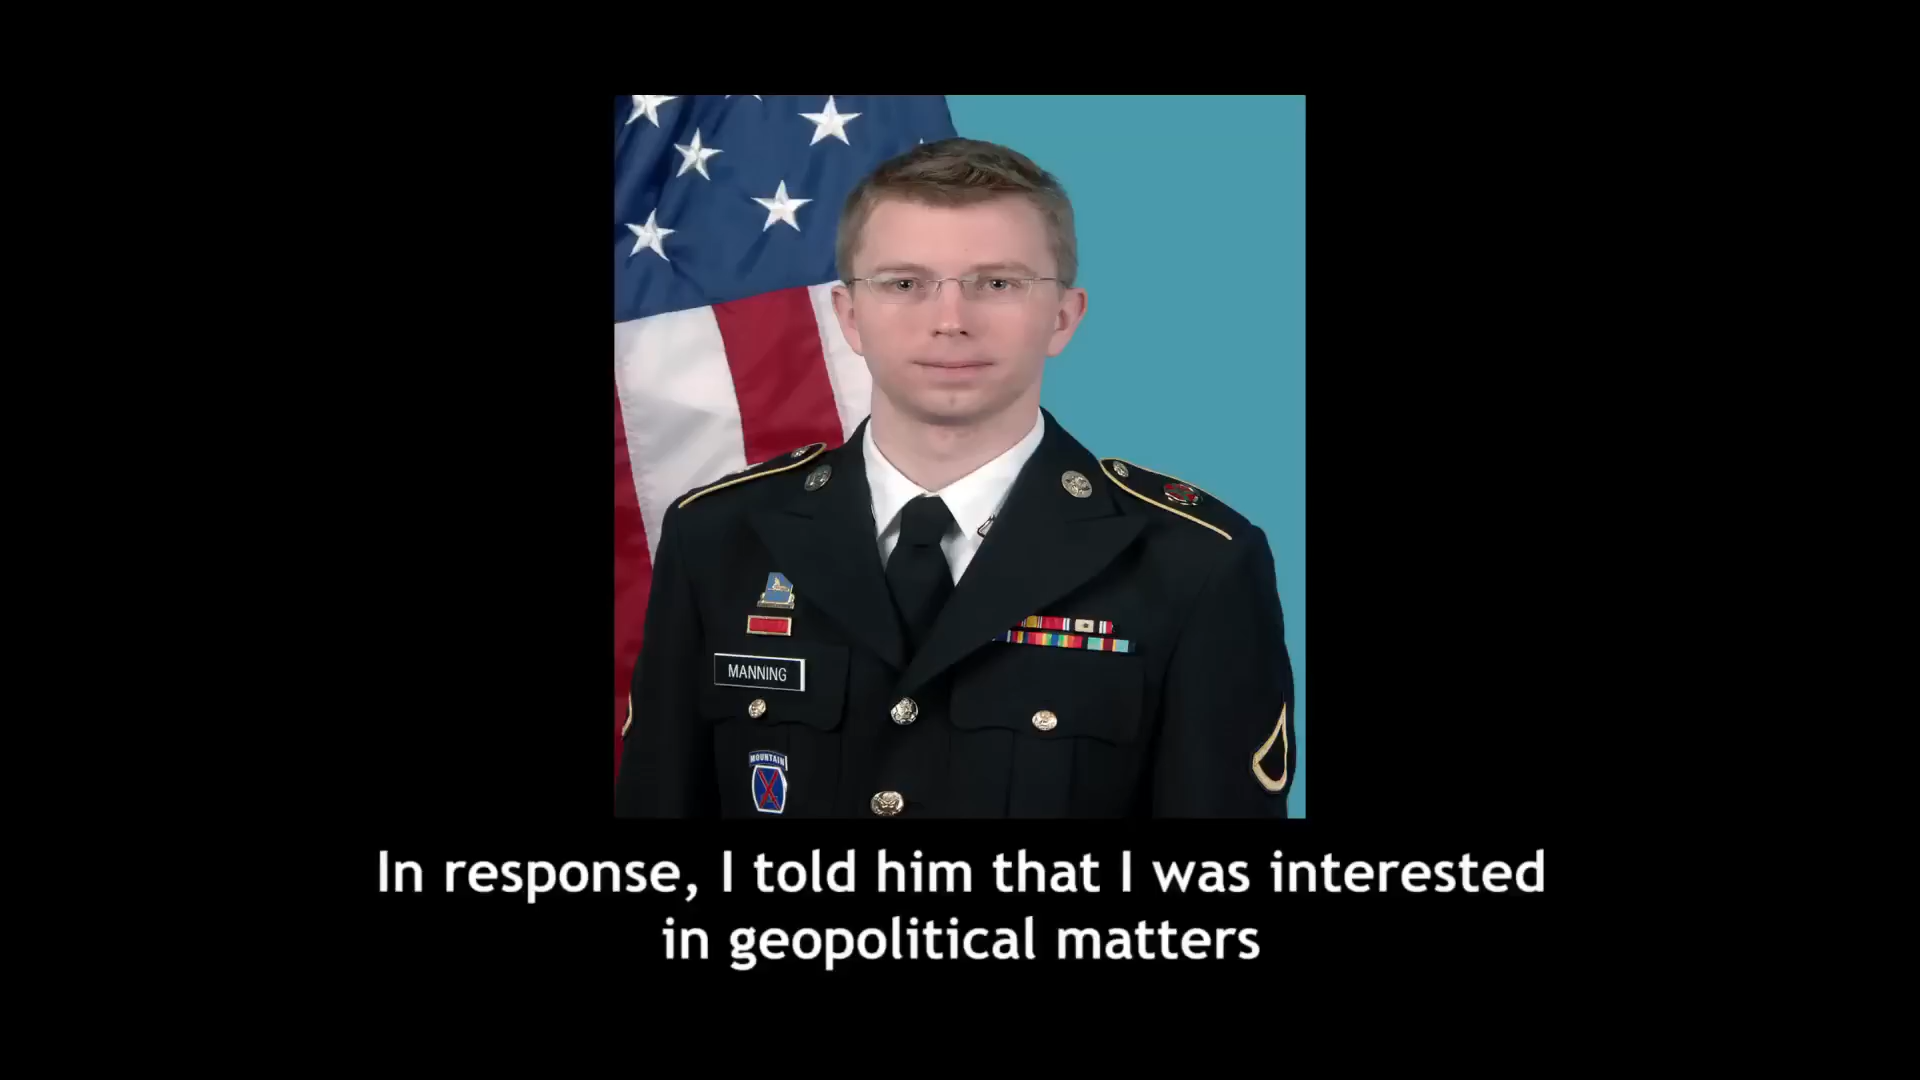 MANNING
MOUNTAIN
In response, I told him that I was interested
in geopolitical matters